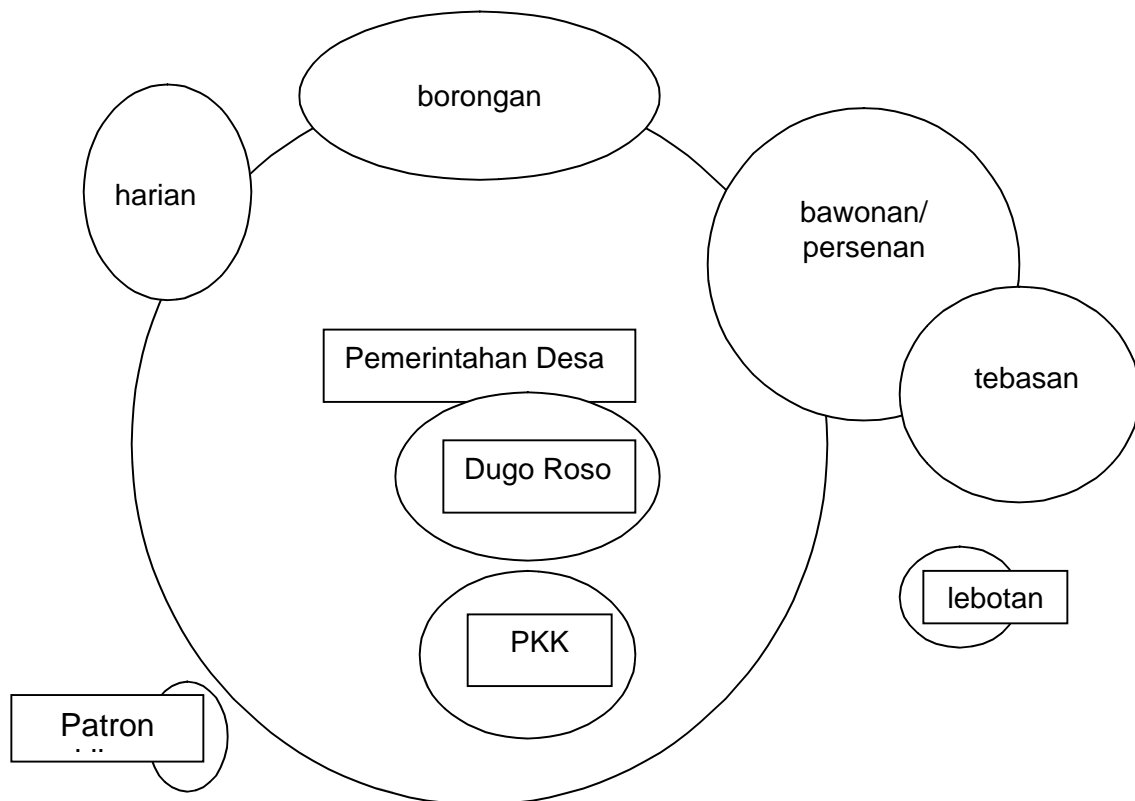 borongan
harian
bawonan/
persenan
Pemerintahan Desa
tebasan
Dugo Roso
lebotan
PKK
Patron